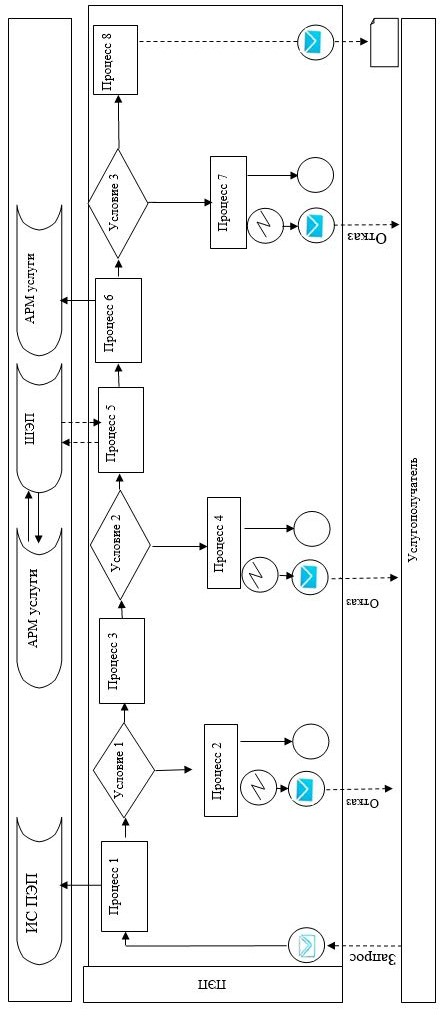 ИС ПЭП
АРМ услуги
ШЭП
АРМ услуги
ПЭП
Процесс 1
Условие 1
Процесс 3
Условие 2
Процесс 5
Процесс 6
Условие 3
Процесс 8
Процесс 2
Процесс 4
Процесс 7
Запрос
Отказ
Отказ
Отказ
Услугополучатель